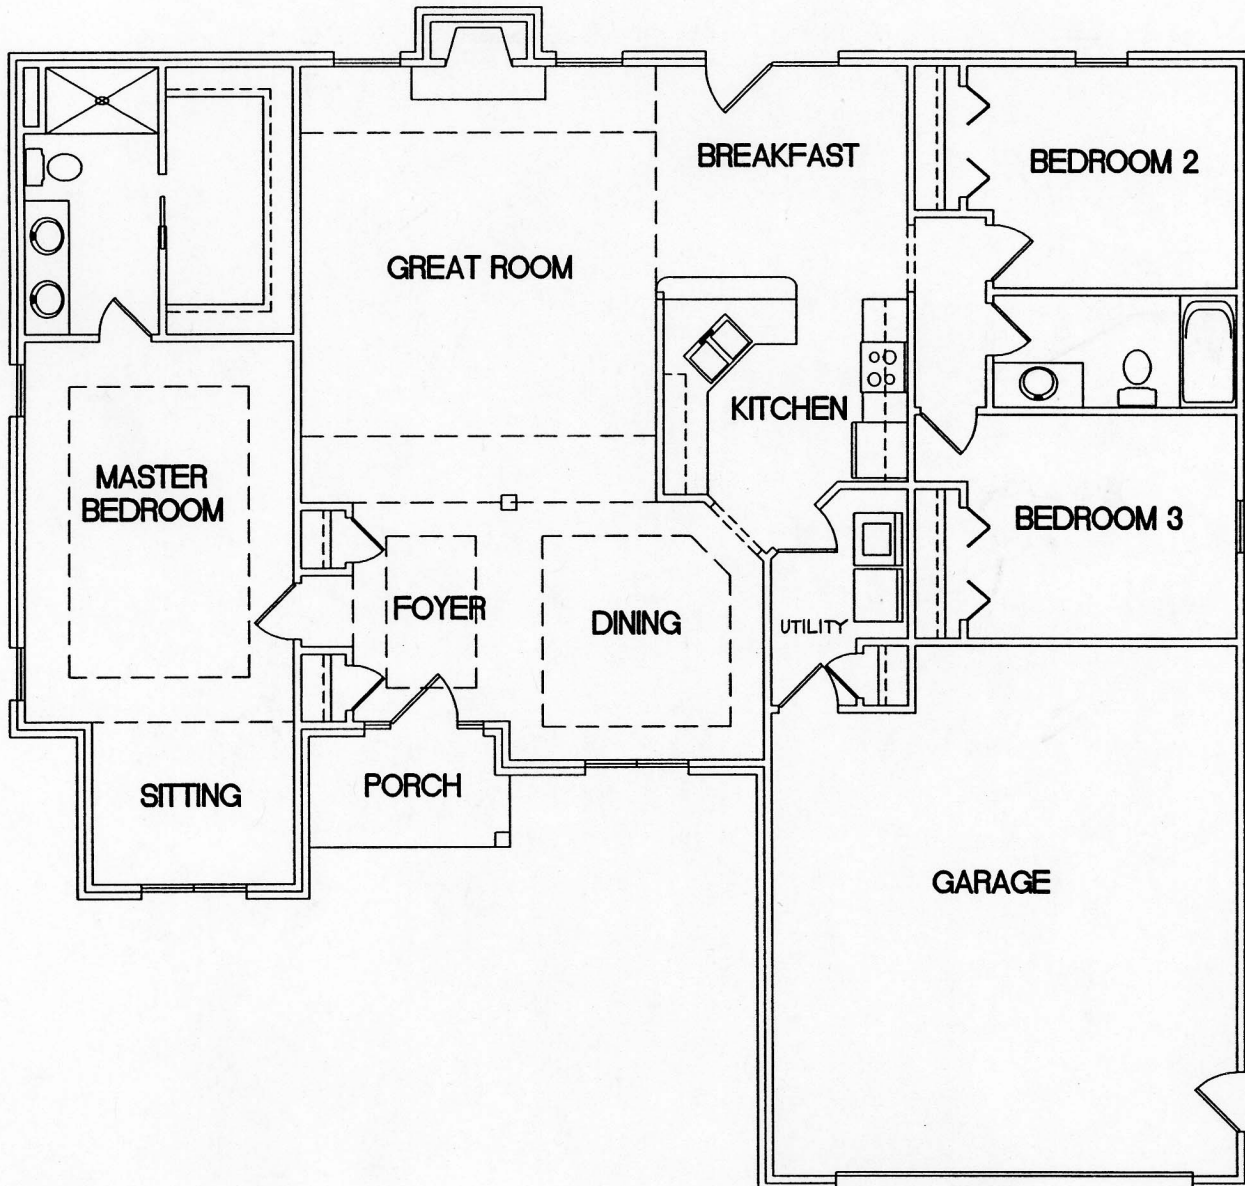 BREAKFAST
BEDROOM 2
GREAT ROOM
KITCHEN
MASTER
BEDROOM
BEDROOM 3
FOYER
DINING
UTILITY
PORCH
SITTING
GARAGE